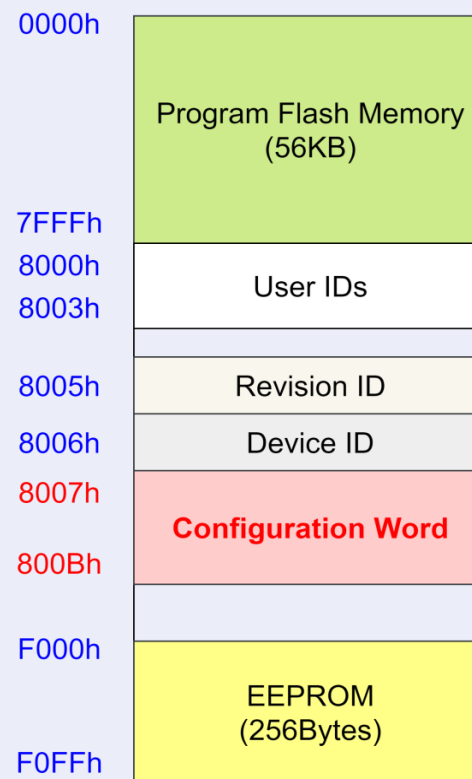 0000h
Program Flash Memory
(56KB)
7FFFh
8000h
User IDs
8003h
8005h
Revision ID
8006h
Device ID
8007h
Configuration Word
800Bh
F000h
EEPROM
(256Bytes)
F0FFh